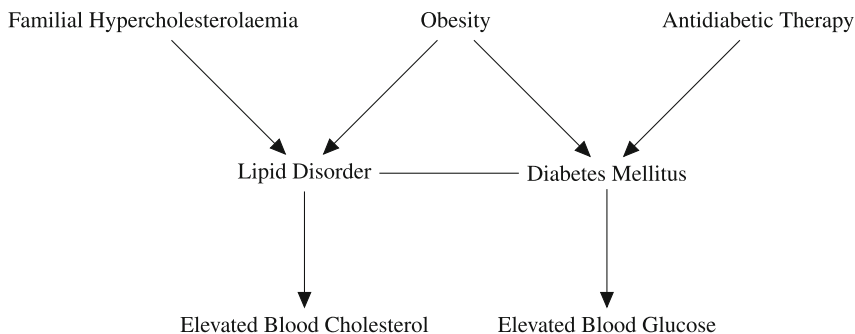 Familial Hypercholesterolaemia
Obesity
Antidiabetic Therapy
Lipid Disorder
Diabetes Mellitus
Elevated Blood Cholesterol
Elevated Blood Glucose